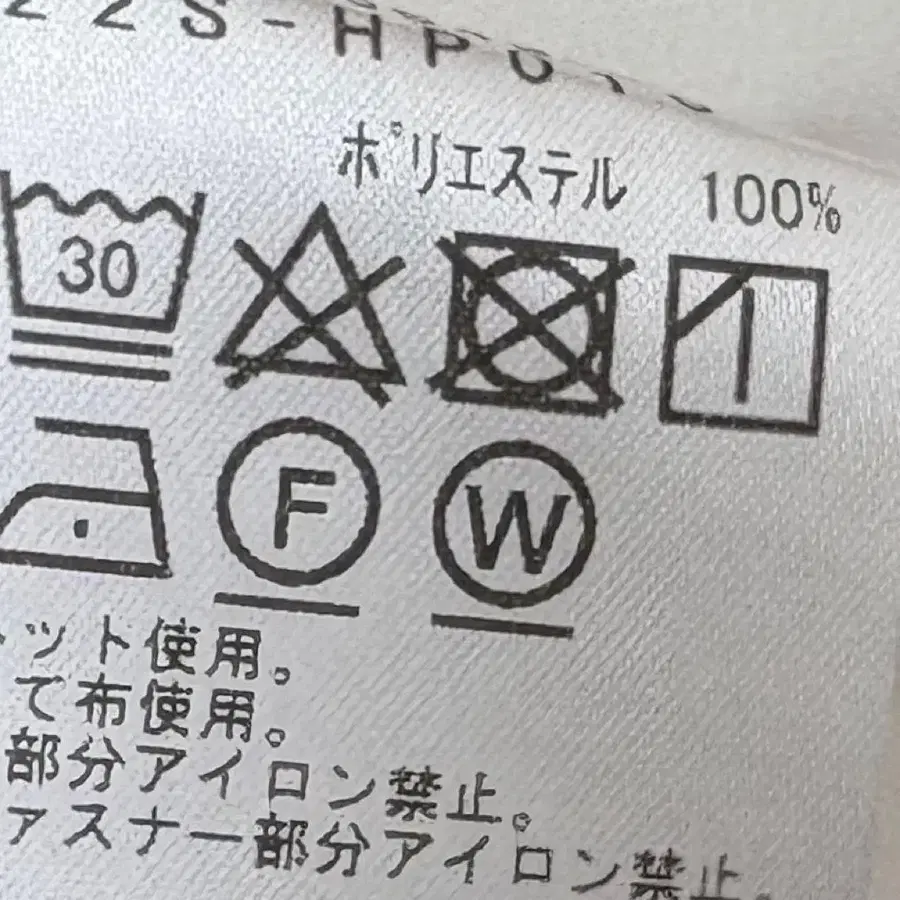 ポリエステル 100%
30
F W
ット使用。
て布使用。
部分アイロン禁止。
ァスナー部分アイロン禁止。